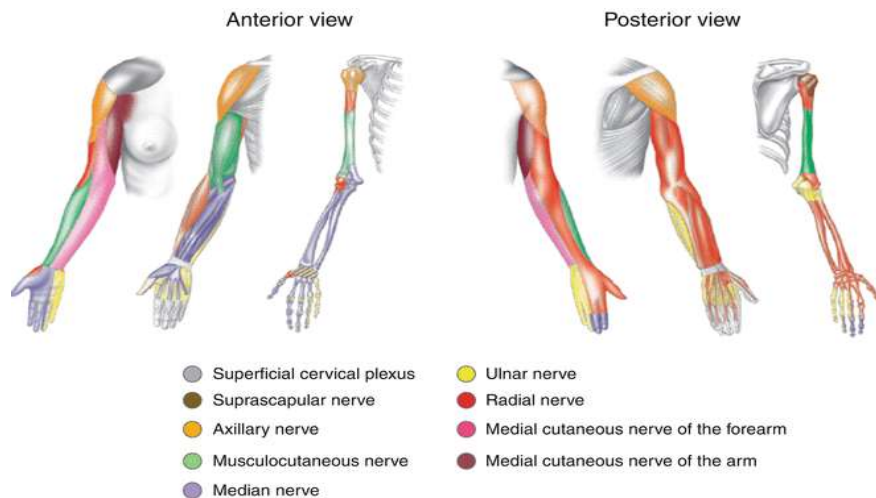 Anterior view
Posterior view
Superficial cervical plexus
Suprascapular nerve
Axillary nerve
Musculocutaneous nerve
Median nerve
Ulnar nerve
Radial nerve
Medial cutaneous nerve of the forearm
Medial cutaneous nerve of the arm